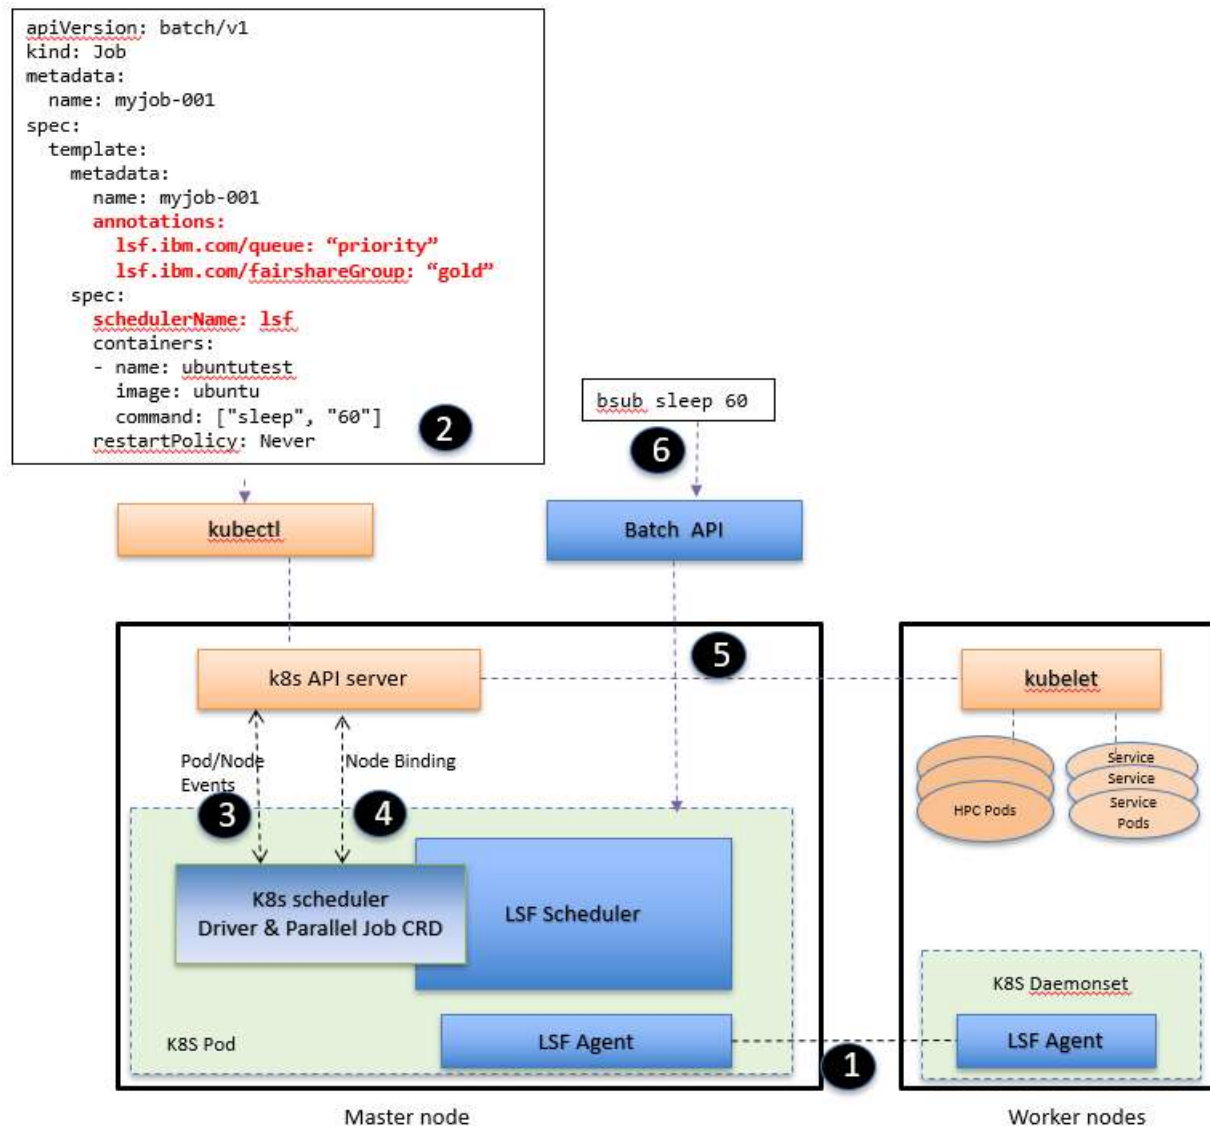 apiVersion: batch/v1
kind: Job
metadata:
  name: myjob-001
spec:
  template:
    metadata:
      name: myjob-001
      annotations:
        lsf.ibm.com/queue: “priority”
        lsf.ibm.com/fairshareGroup: “gold”
    spec:
      schedulerName: lsf
      containers:
      - name: ubuntutest
        image: ubuntu
        command: ["sleep", "60"]
      restartPolicy: Never
2
bsub sleep 60
6
kubectl
Batch API
5
k8s API server
kubelet
Pod/Node
Events
Node Binding
3
4
Service
Service
Service
Pods
HPC Pods
K8s scheduler
Driver & Parallel Job CRD
LSF Scheduler
K8S Daemonset
K8S Pod
LSF Agent
LSF Agent
1
Master node
Worker nodes